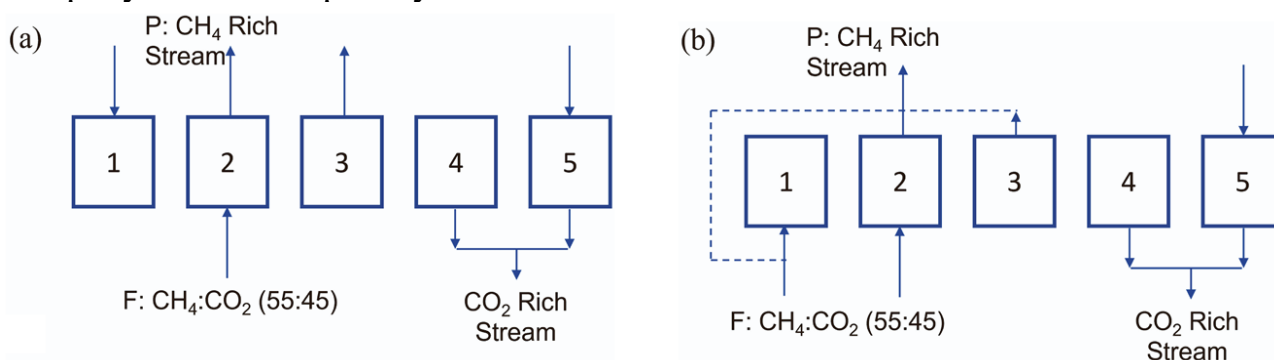 (a)
P: CH₄ Rich
Stream
1
2
3
4
5
F: CH₄:CO₂ (55:45)
CO₂ Rich
Stream
(b)
P: CH₄ Rich
Stream
1
2
3
4
5
F: CH₄:CO₂ (55:45)
CO₂ Rich
Stream